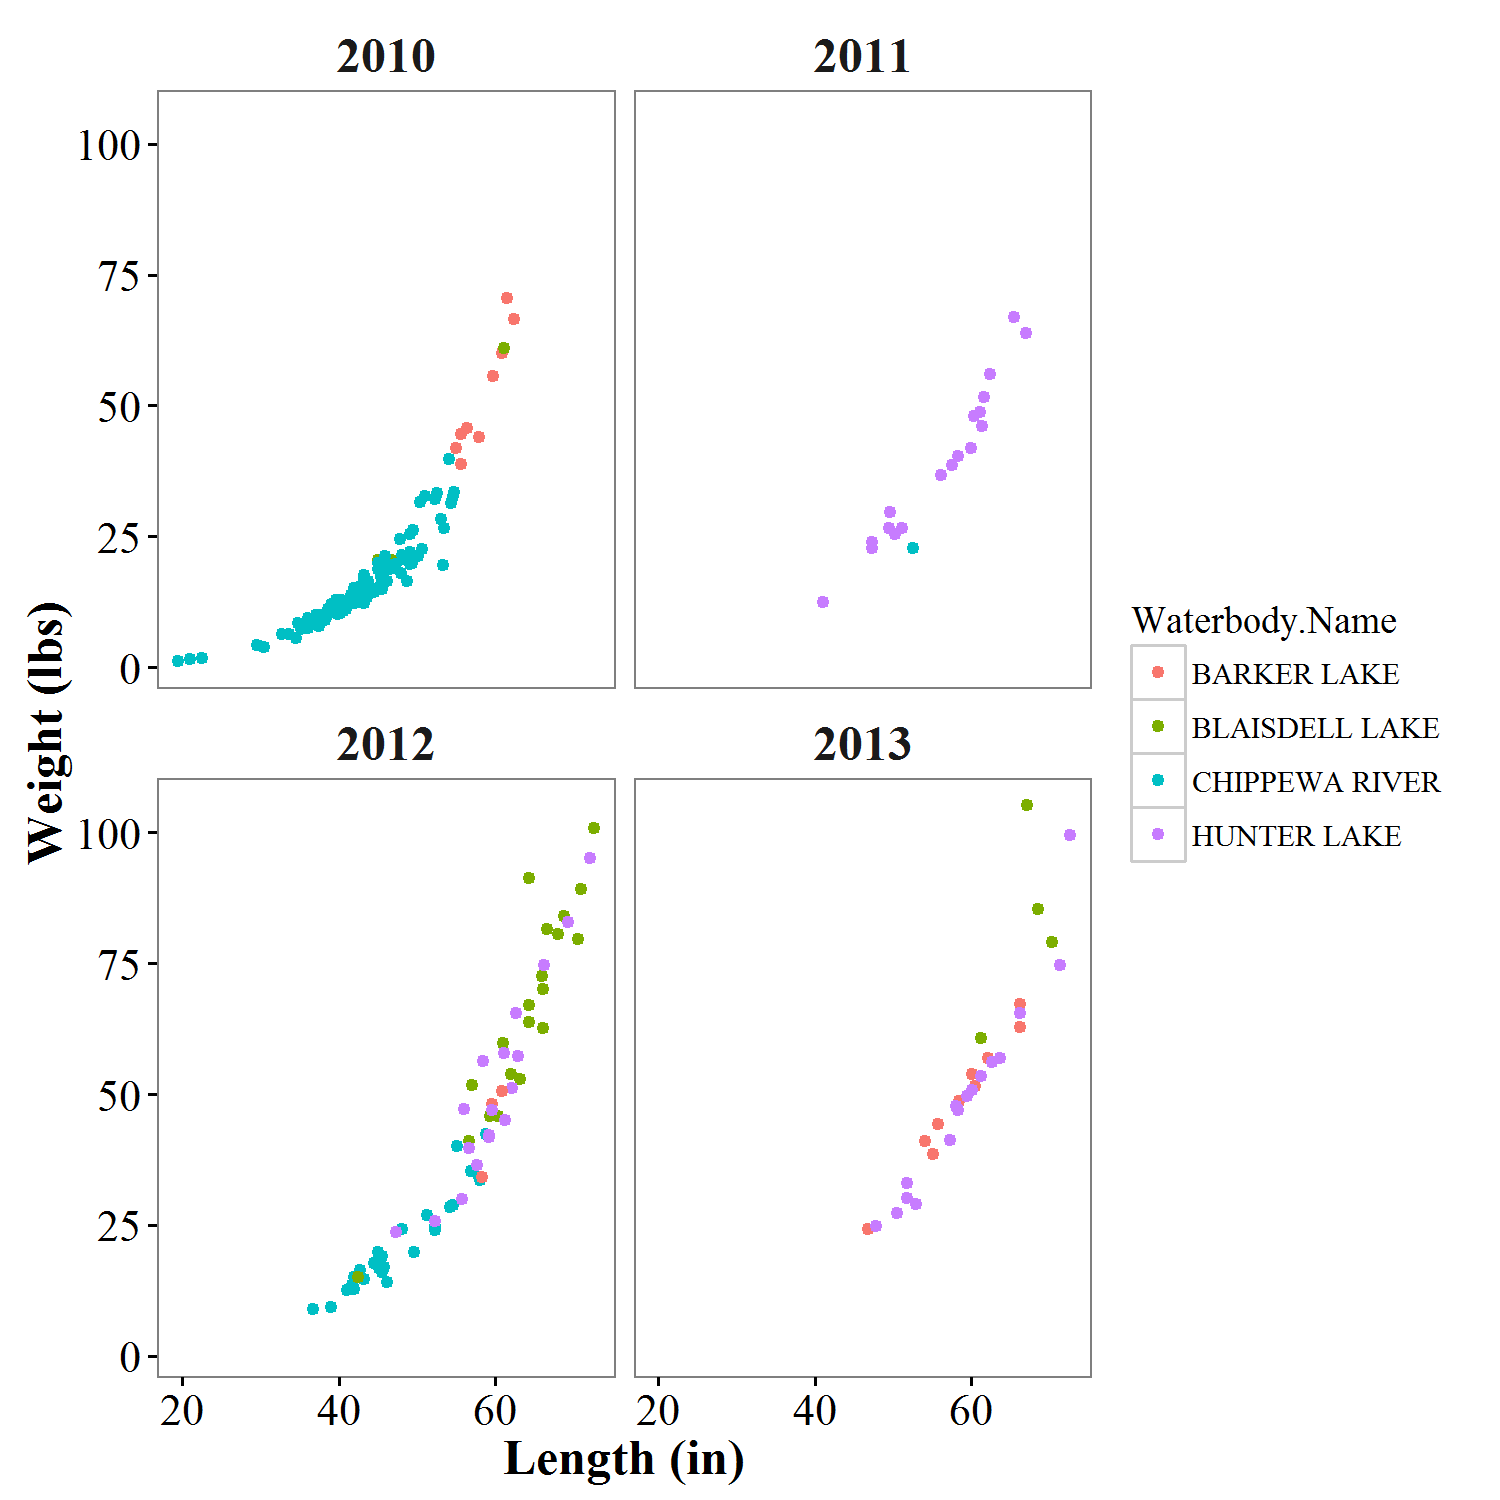 2010
2011
100
75
50
25
0
Weight (lbs)
2012
2013
100
75
50
25
0
20
40
60
20
40
60
Length (in)
Waterbody.Name
BARKER LAKE
BLAISDELL LAKE
CHIPPEWA RIVER
HUNTER LAKE